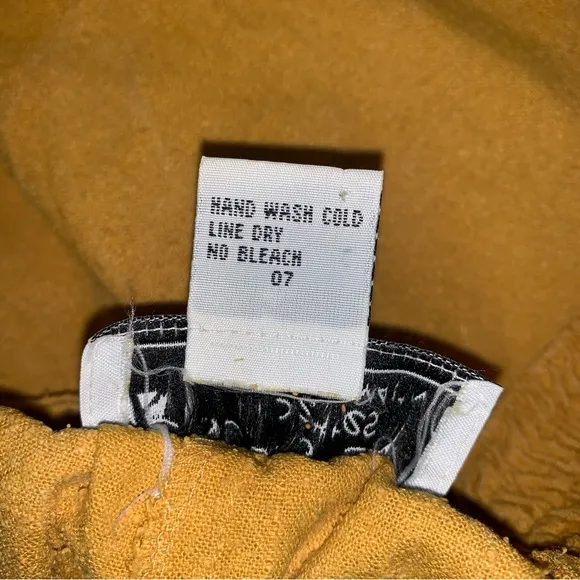 HAND WASH COLD
LINE DRY
NO BLEACH
07